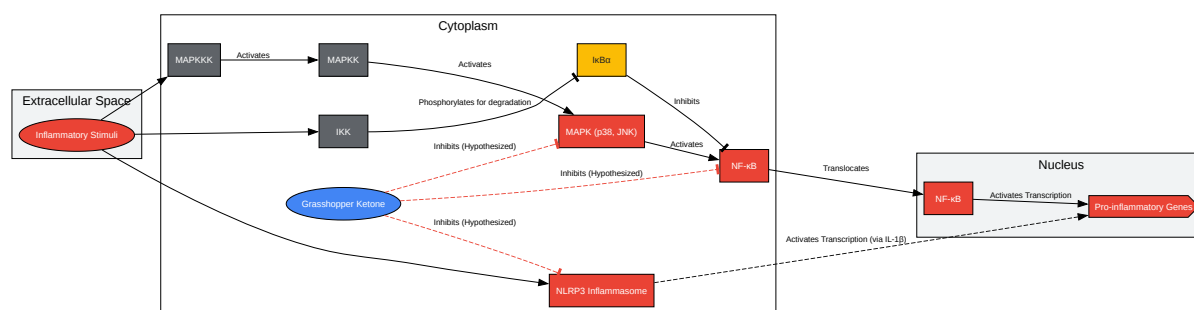 Cytoplasm
MAPKKK
Activates
MAPKK
IκBα
Activates
Extracellular Space
Phosphorylates for degradation
Inhibits
Inflammatory Stimuli
IKK
MAPK (p38, JNK)
Activates
Inhibits (Hypothesized)
NF-κB
Inhibits (Hypothesized)
Translocates
Nucleus
Grasshopper Ketone
NF-κB
Activates Transcription
Pro-inflammatory Genes
Inhibits (Hypothesized)
Activates Transcription (via IL-1β)
NLRP3 Inflammasome